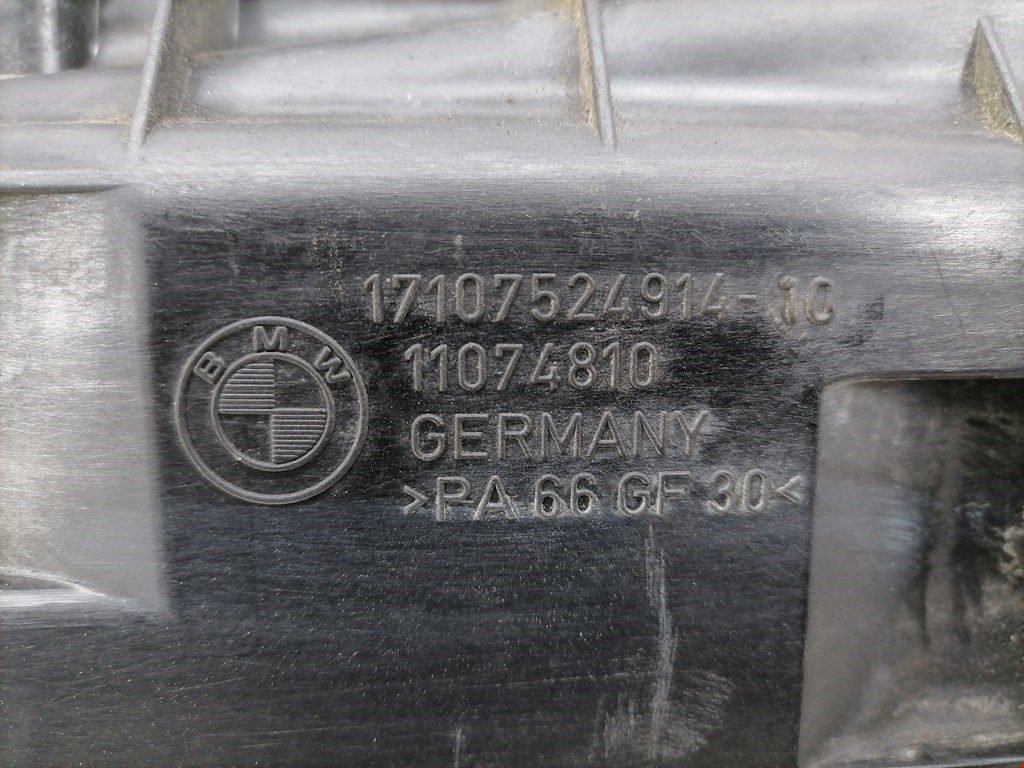 17107524914-10
BMW
11074810
GERMANY
>PA 66 GF 30<